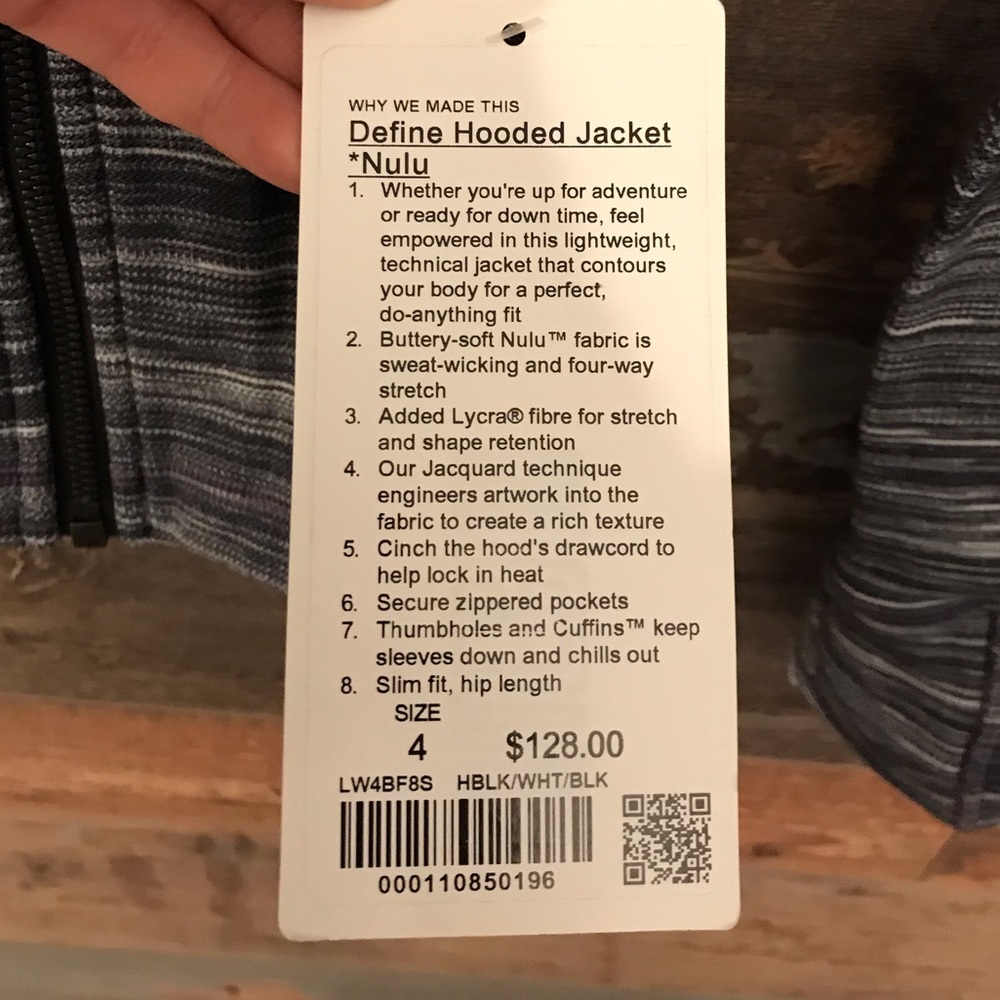 WHY WE MADE THIS
Define Hooded Jacket
*Nulu
1. Whether you're up for adventure
or ready for down time, feel
empowered in this lightweight,
technical jacket that contours
your body for a perfect,
do-anything fit
2. Buttery-soft Nulu™ fabric is
sweat-wicking and four-way
stretch
3. Added Lycra® fibre for stretch
and shape retention
4. Our Jacquard technique
engineers artwork into the
fabric to create a rich texture
5. Cinch the hood's drawcord to
help lock in heat
6. Secure zippered pockets
7. Thumbholes and Cuffins™ keep
sleeves down and chills out
8. Slim fit, hip length
SIZE
4 $128.00
LW4BF8S HBLK/WHT/BLK
000110850196